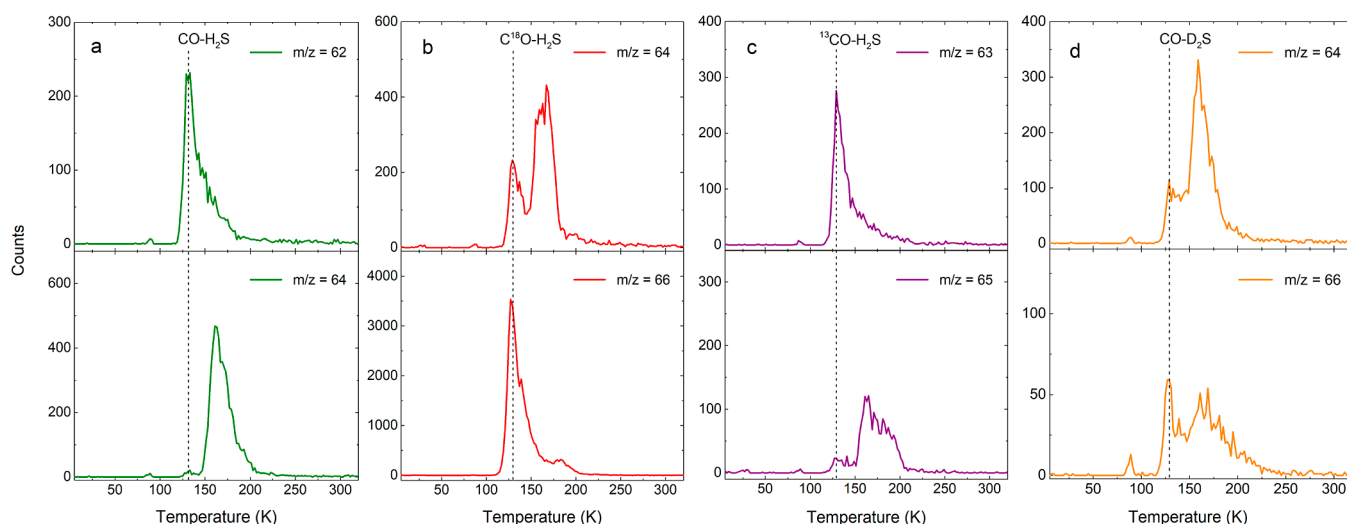 a
CO-H₂S
m/z = 62
300
200
100
0
m/z = 64
600
400
200
0
50 100 150 200 250 300
Temperature (K)
Counts
b
C¹⁸O-H₂S
m/z = 64
600
400
200
0
m/z = 66
4000
3000
2000
1000
0
50 100 150 200 250 300
Temperature (K)
c
¹³CO-H₂S
m/z = 63
400
300
200
100
0
m/z = 65
300
200
100
0
50 100 150 200 250 300
Temperature (K)
d
CO-D₂S
m/z = 64
400
300
200
100
0
m/z = 66
100
50
0
50 100 150 200 250 300
Temperature (K)